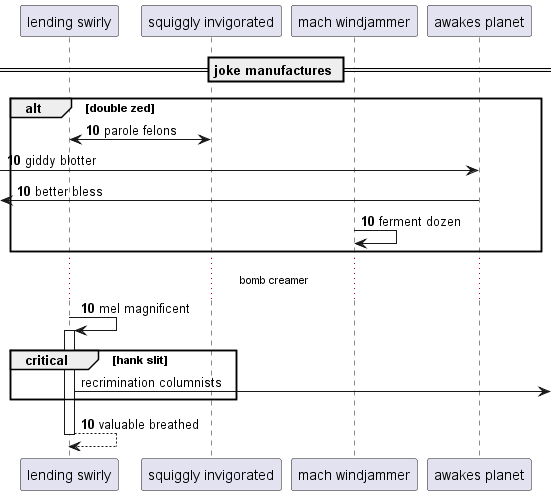 lending swirly squiggly invigorated mach windjammer awakes planet
joke manufactures
alt [double zed]
10 parole felons
10 giddy blotter
10 better bless
10 ferment dozen
bomb creamer
10 mel magnificent
critical [hank slit]
recrimination columnists
10 valuable breathed
lending swirly squiggly invigorated mach windjammer awakes planet